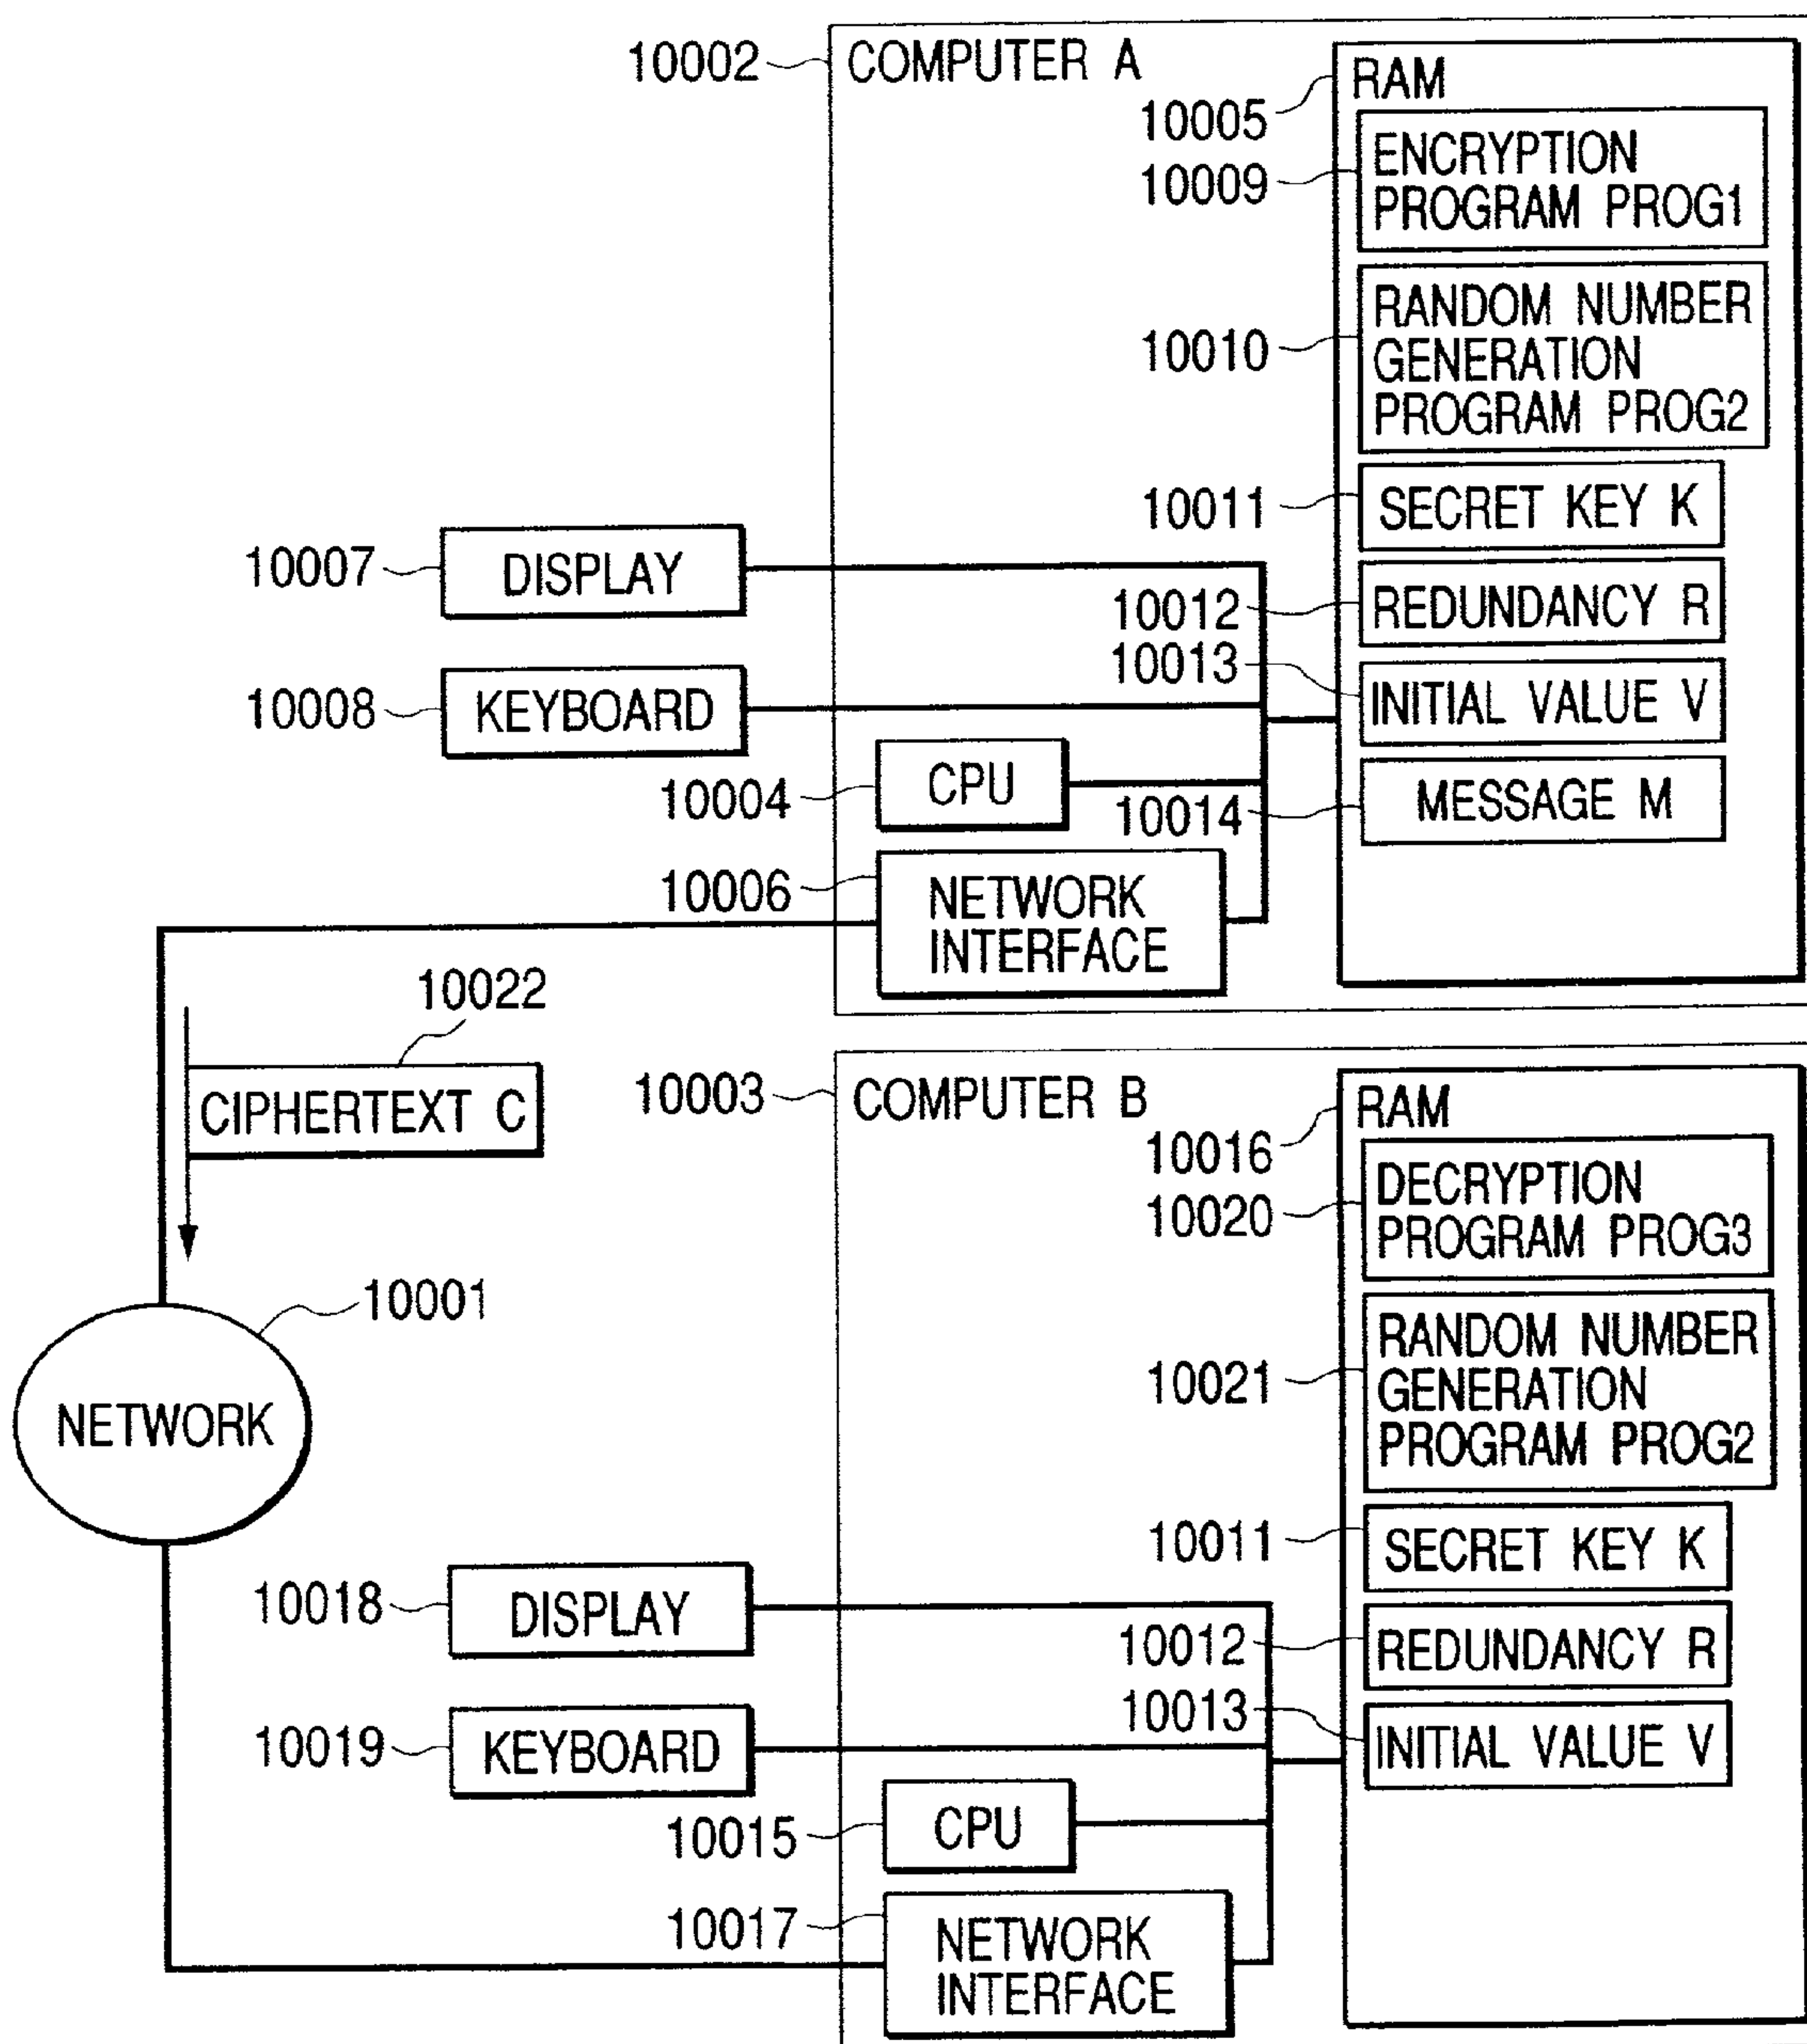 10002
COMPUTER A
10005
RAM
10009
ENCRYPTION
PROGRAM PROG1
10010
RANDOM NUMBER
GENERATION
PROGRAM PROG2
10011
SECRET KEY K
10007
DISPLAY
10012
REDUNDANCY R
10013
INITIAL VALUE V
10008
KEYBOARD
10004
CPU
10014
MESSAGE M
10006
NETWORK
INTERFACE
10022
CIPHERTEXT C
10001
NETWORK
10003
COMPUTER B
10016
RAM
10020
DECRYPTION
PROGRAM PROG3
10021
RANDOM NUMBER
GENERATION
PROGRAM PROG2
10011
SECRET KEY K
10018
DISPLAY
10012
REDUNDANCY R
10013
INITIAL VALUE V
10019
KEYBOARD
10015
CPU
10017
NETWORK
INTERFACE